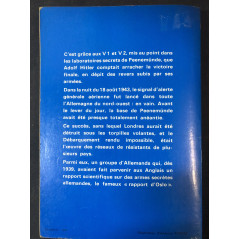 C'est grâce aux V 1 et V 2, mis au point dans
les laboratoires secrets de Peenemünde, que
Adolf Hitler comptait arracher la victoire
finale, en dépit des revers subis par ses
armées.
Dans la nuit du 18 août 1943, le signal d'alerte
générale aérienne fut lancé dans toute
l'Allemagne du nord-ouest : en vain. Avant
le lever du jour, la base de Peenemünde
avait été presque totalement anéantie.
Ce succès, sans lequel Londres aurait été
détruit sous les torpilles volantes, et le
Débarquement rendu impossible, était
l'œuvre des réseaux de résistants de plu-
sieurs pays.
Parmi eux, un groupe d'Allemands qui, dès
1939, avaient fait parvenir aux Anglais un
rapport scientifique sur des armes secrètes
allemandes, le fameux « rapport d'Oslo ».